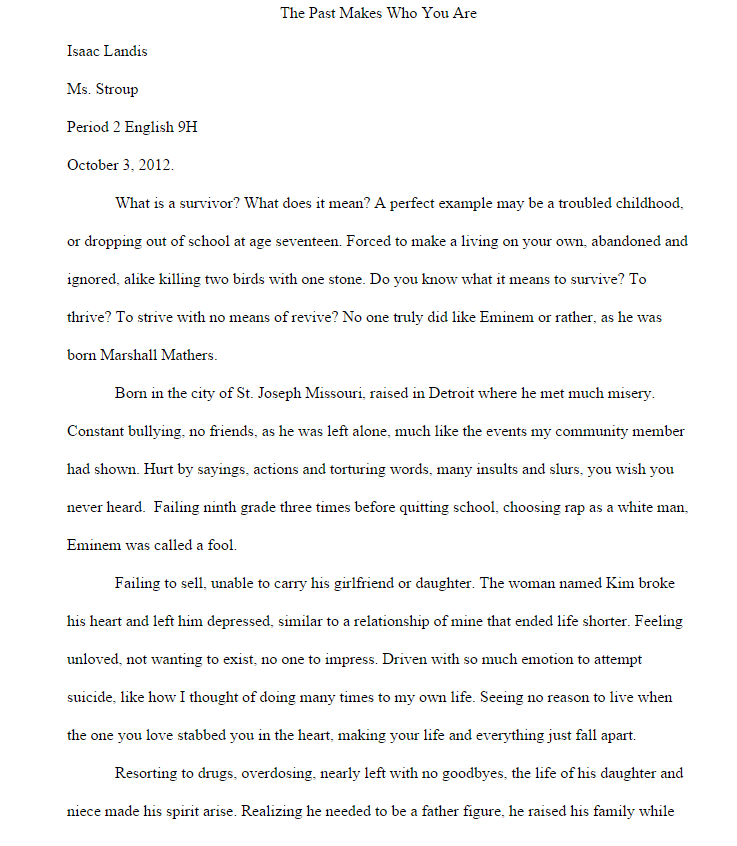 The Past Makes Who You Are
Isaac Landis
Ms. Stroup
Period 2 English 9H
October 3, 2012.
What is a survivor? What does it mean? A perfect example may be a troubled childhood,
or dropping out of school at age seventeen. Forced to make a living on your own, abandoned and
ignored, alike killing two birds with one stone. Do you know what it means to survive? To
thrive? To strive with no means of revive? No one truly did like Eminem or rather, as he was
born Marshall Mathers.
Born in the city of St. Joseph Missouri, raised in Detroit where he met much misery.
Constant bullying, no friends, as he was left alone, much like the events my community member
had shown. Hurt by sayings, actions and torturing words, many insults and slurs, you wish you
never heard.  Failing ninth grade three times before quitting school, choosing rap as a white man,
Eminem was called a fool.
Failing to sell, unable to carry his girlfriend or daughter. The woman named Kim broke
his heart and left him depressed, similar to a relationship of mine that ended life shorter. Feeling
unloved, not wanting to exist, no one to impress. Driven with so much emotion to attempt
suicide, like how I thought of doing many times to my own life. Seeing no reason to live when
the one you love stabbed you in the heart, making your life and everything just fall apart.
Resorting to drugs, overdosing, nearly left with no goodbyes, the life of his daughter and
niece made his spirit arise. Realizing he needed to be a father figure, he raised his family while